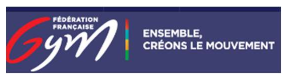 FÉDÉRATION
FRANÇAISE
Gym
ENSEMBLE,
CRÉONS LE MOUVEMENT